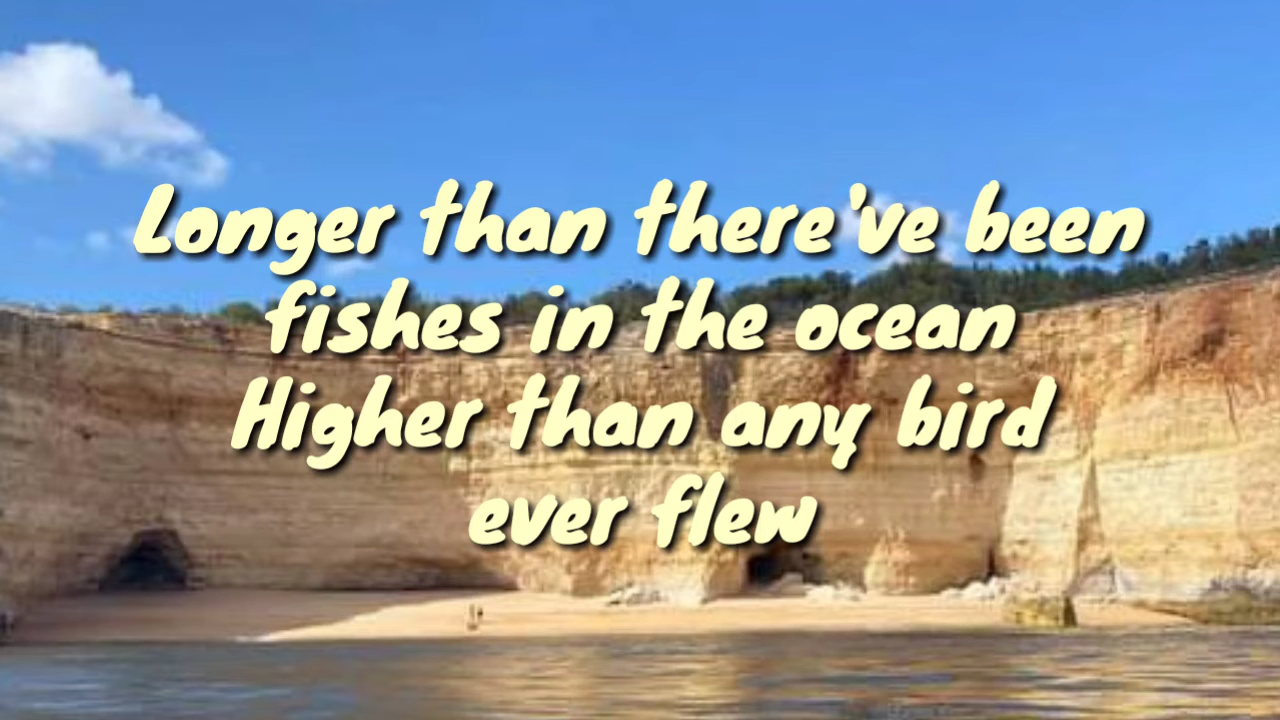 Longer than there've been
fishes in the ocean
Higher than any bird
ever flew